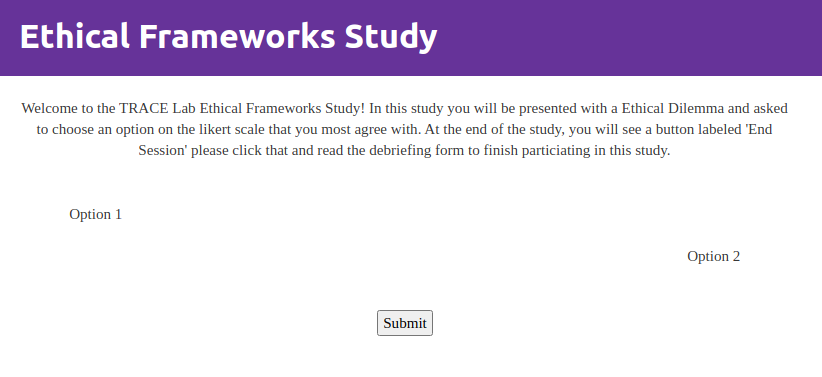 Ethical Frameworks Study
Welcome to the TRACE Lab Ethical Frameworks Study! In this study you will be presented with a Ethical Dilemma and asked
to choose an option on the likert scale that you most agree with. At the end of the study, you will see a button labeled 'End
Session' please click that and read the debriefing form to finish particiating in this study.
Option 1
Option 2
Submit